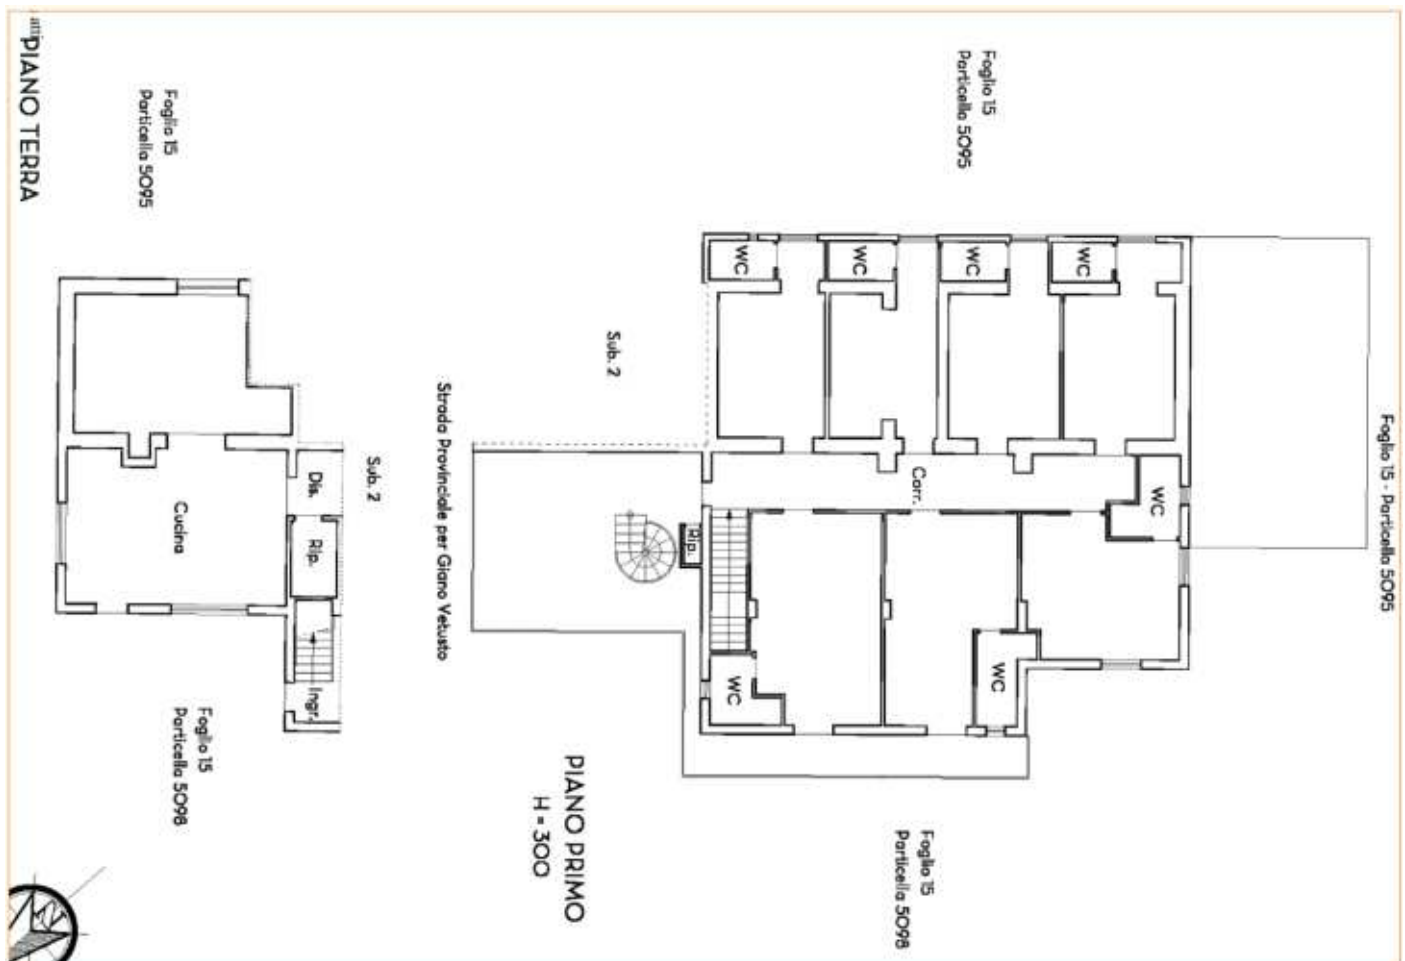 Foglio 15 - Particella 5095
Foglio 15
Particella 5095
WC
WC
WC
WC
WC
Corr.
WC
WC
Rip.
Foglio 15
Particella 5098
Sub. 2
PIANO PRIMO
H = 300
Strada Provinciale per Giano Vetusto
Sub. 2
Dis.
Rip.
Ingr.
Cucina
Foglio 15
Particella 5098
Foglio 15
Particella 5095
PIANO TERRA